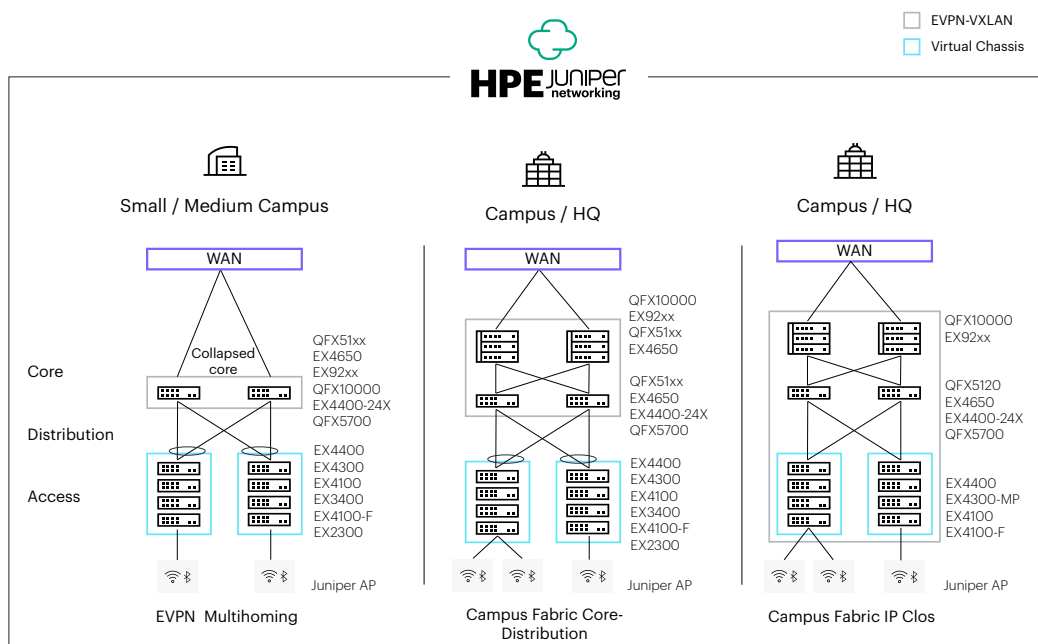 EVPN-VXLAN
Virtual Chassis
HPE JUNIPER
networking
Small / Medium Campus
WAN
Collapsed
core
QFX51xx
EX4650
EX92xx
QFX10000
EX4400-24X
QFX5700
EX4400
EX4300
EX4100
EX3400
EX4100-F
EX2300
Juniper AP
EVPN Multihoming
Core
Distribution
Access
Campus / HQ
WAN
QFX10000
EX92xx
QFX51xx
EX4650
QFX51xx
EX4650
EX4400-24X
QFX5700
EX4400
EX4300
EX4100
EX3400
EX4100-F
EX2300
Juniper AP
Campus Fabric Core-
Distribution
Campus / HQ
WAN
QFX10000
EX92xx
QFX5120
EX4650
EX4400-24X
QFX5700
EX4400
EX4300-MP
EX4100
EX4100-F
Juniper AP
Campus Fabric IP Clos